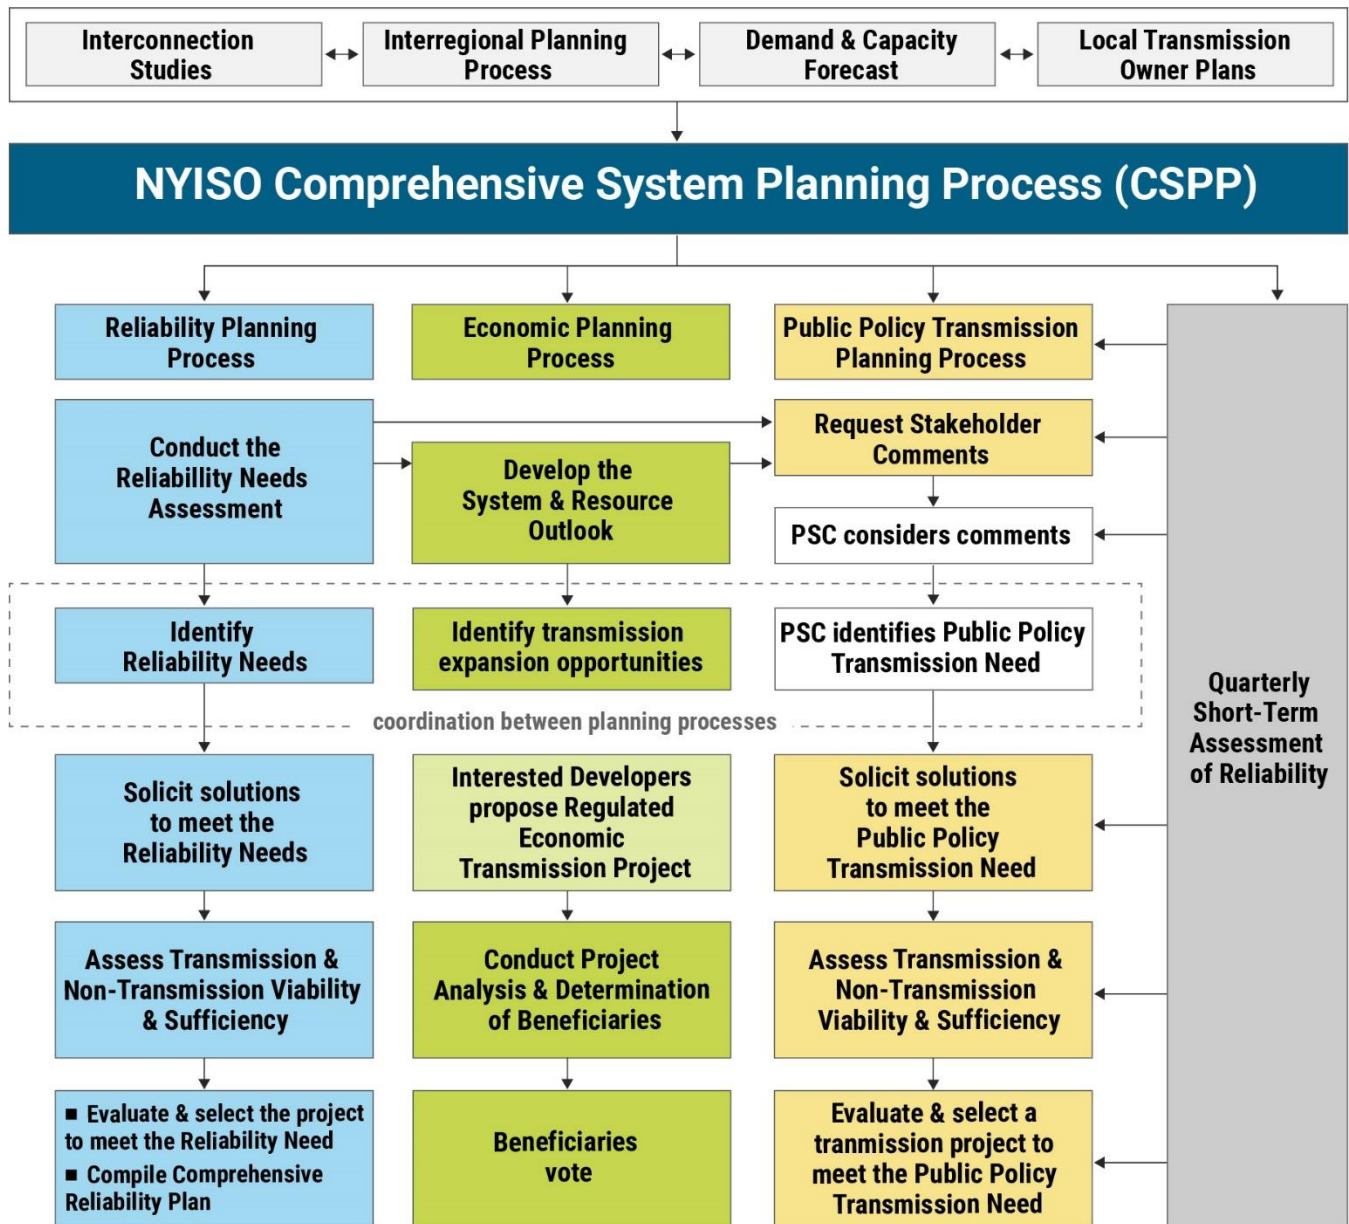 Interconnection
Studies
Interregional Planning
Process
Demand & Capacity
Forecast
Local Transmission
Owner Plans
NYISO Comprehensive System Planning Process (CSPP)
Reliability Planning
Process
Economic Planning
Process
Public Policy Transmission
Planning Process
Conduct the
Reliabillity Needs
Assessment
Develop the
System & Resource
Outlook
Request Stakeholder
Comments
PSC considers comments
Identify
Reliability Needs
Identify transmission
expansion opportunities
PSC identifies Public Policy
Transmission Need
coordination between planning processes
Quarterly
Short-Term
Assessment
of Reliability
Solicit solutions
to meet the
Reliability Needs
Interested Developers
propose Regulated
Economic
Transmission Project
Solicit solutions
to meet the
Public Policy
Transmission Need
Assess Transmission &
Non-Transmission Viability
& Sufficiency
Conduct Project
Analysis & Determination
of Beneficiaries
Assess Transmission &
Non-Transmission
Viability & Sufficiency
■ Evaluate & select the project
to meet the Reliability Need
■ Compile Comprehensive
Reliability Plan
Beneficiaries
vote
Evaluate & select a
tranmission project to
meet the Public Policy
Transmission Need